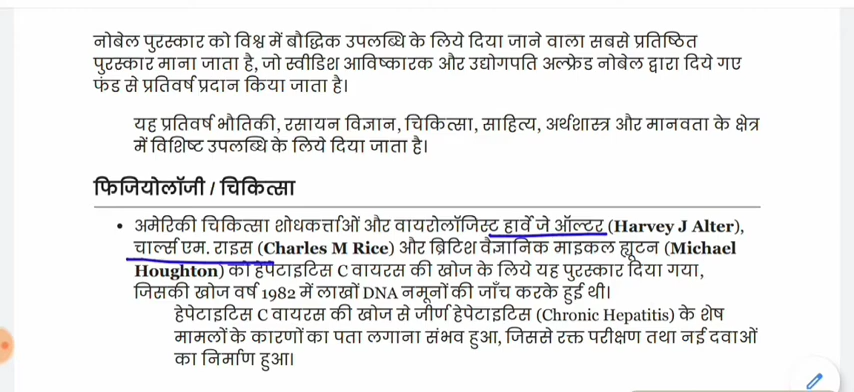 नोबेल पुरस्कार को विश्व में बौद्धिक उपलब्धि के लिये दिया जाने वाला सबसे प्रतिष्ठित
पुरस्कार माना जाता है, जो स्वीडिश आविष्कारक और उद्योगपति अल्फ्रेड नोबेल द्वारा दिये गए
फंड से प्रतिवर्ष प्रदान किया जाता है।
यह प्रतिवर्ष भौतिकी, रसायन विज्ञान, चिकित्सा, साहित्य, अर्थशास्त्र और मानवता के क्षेत्र
में विशिष्ट उपलब्धि के लिये दिया जाता है।
फिजियोलॉजी / चिकित्सा
• अमेरिकी चिकित्सा शोधकर्त्ताओं और वायरोलॉजिस्ट हार्वे जे ऑल्टर (Harvey J Alter),
चार्ल्स एम. राइस (Charles M Rice) और ब्रिटिश वैज्ञानिक माइकल ह्यूटन (Michael
Houghton) को हेपेटाइटिस C वायरस की खोज के लिये यह पुरस्कार दिया गया,
जिसकी खोज वर्ष 1982 में लाखों DNA नमूनों की जाँच करके हुई थी।
हेपेटाइटिस C वायरस की खोज से जीर्ण हेपेटाइटिस (Chronic Hepatitis) के शेष
मामलों के कारणों का पता लगाना संभव हुआ, जिससे रक्त परीक्षण तथा नई दवाओं
का निर्माण हुआ।